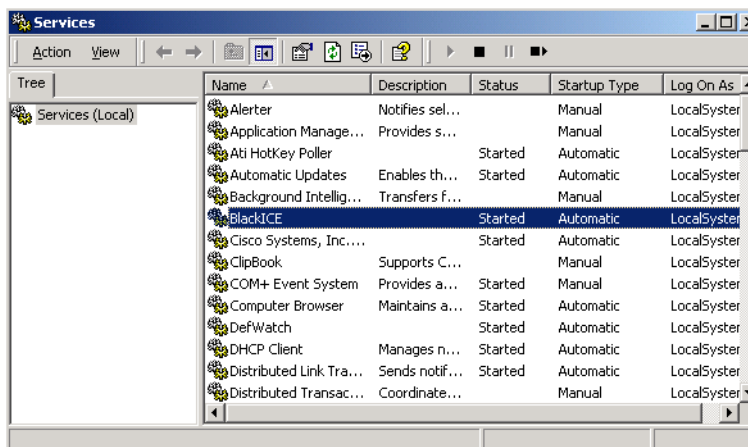 Services
Action View
Tree
Name Description Status Startup Type Log On As
Services (Local)
Alerter Notifies sel... Manual LocalSyster
Application Manage... Provides s... Manual LocalSyster
Ati HotKey Poller Started Automatic LocalSyster
Automatic Updates Enables th... Started Automatic LocalSyster
Background Intellig... Transfers f... Manual LocalSyster
BlackICE Started Automatic LocalSyster
Cisco Systems, Inc.... Started Automatic LocalSyster
ClipBook Supports C... Manual LocalSyster
COM+ Event System Provides a... Started Manual LocalSyster
Computer Browser Maintains a... Started Automatic LocalSyster
DefWatch Started Automatic LocalSyster
DHCP Client Manages n... Started Automatic LocalSyster
Distributed Link Tra... Sends notif... Started Automatic LocalSyster
Distributed Transac... Coordinate... Manual LocalSyster